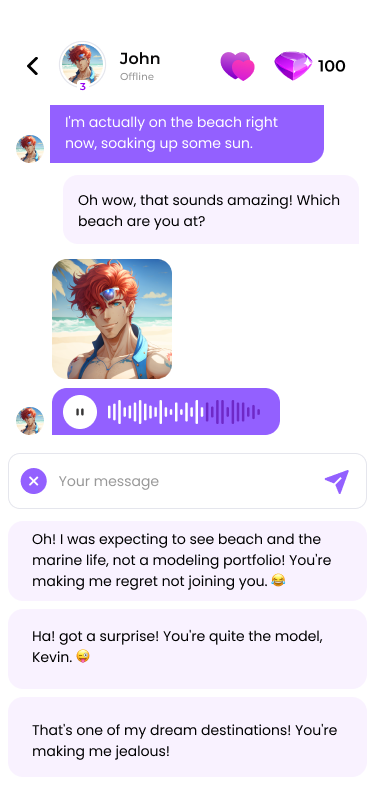 John
Offline
100
3
I'm actually on the beach right
now, soaking up some sun.
Oh wow, that sounds amazing! Which
beach are you at?
Your message
Oh! I was expecting to see beach and the
marine life, not a modeling portfolio! You're
making me regret not joining you. 😂
Ha! got a surprise! You're quite the model,
Kevin. 😜
That's one of my dream destinations! You're
making me jealous!